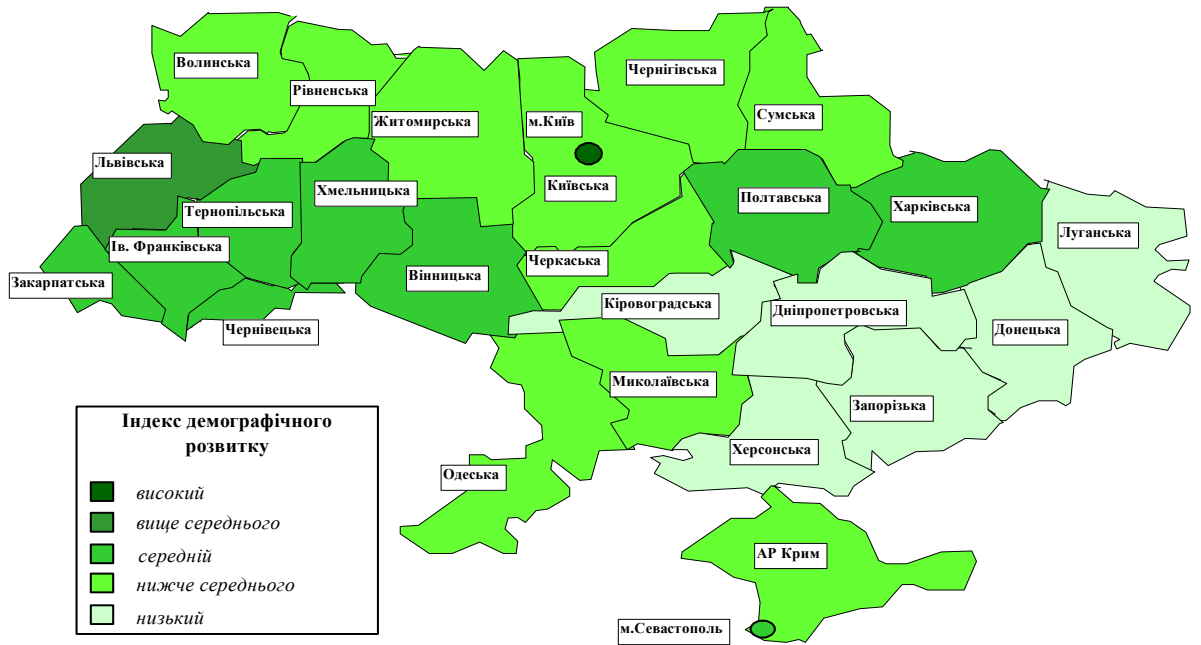 Волинська
Рівненська
Житомирська
м.Київ
Чернігівська
Сумська
Львівська
Тернопільська
Хмельницька
Київська
Полтавська
Харківська
Луганська
Ів. Франківська
Закарпатська
Вінницька
Черкаська
Чернівецька
Кіровоградська
Дніпропетровська
Донецька
Миколаївська
Запорізька
Херсонська
Одеська
АР Крим
м.Севастополь
Індекс демографічного
розвитку
високий
вище середнього
середній
нижче середнього
низький